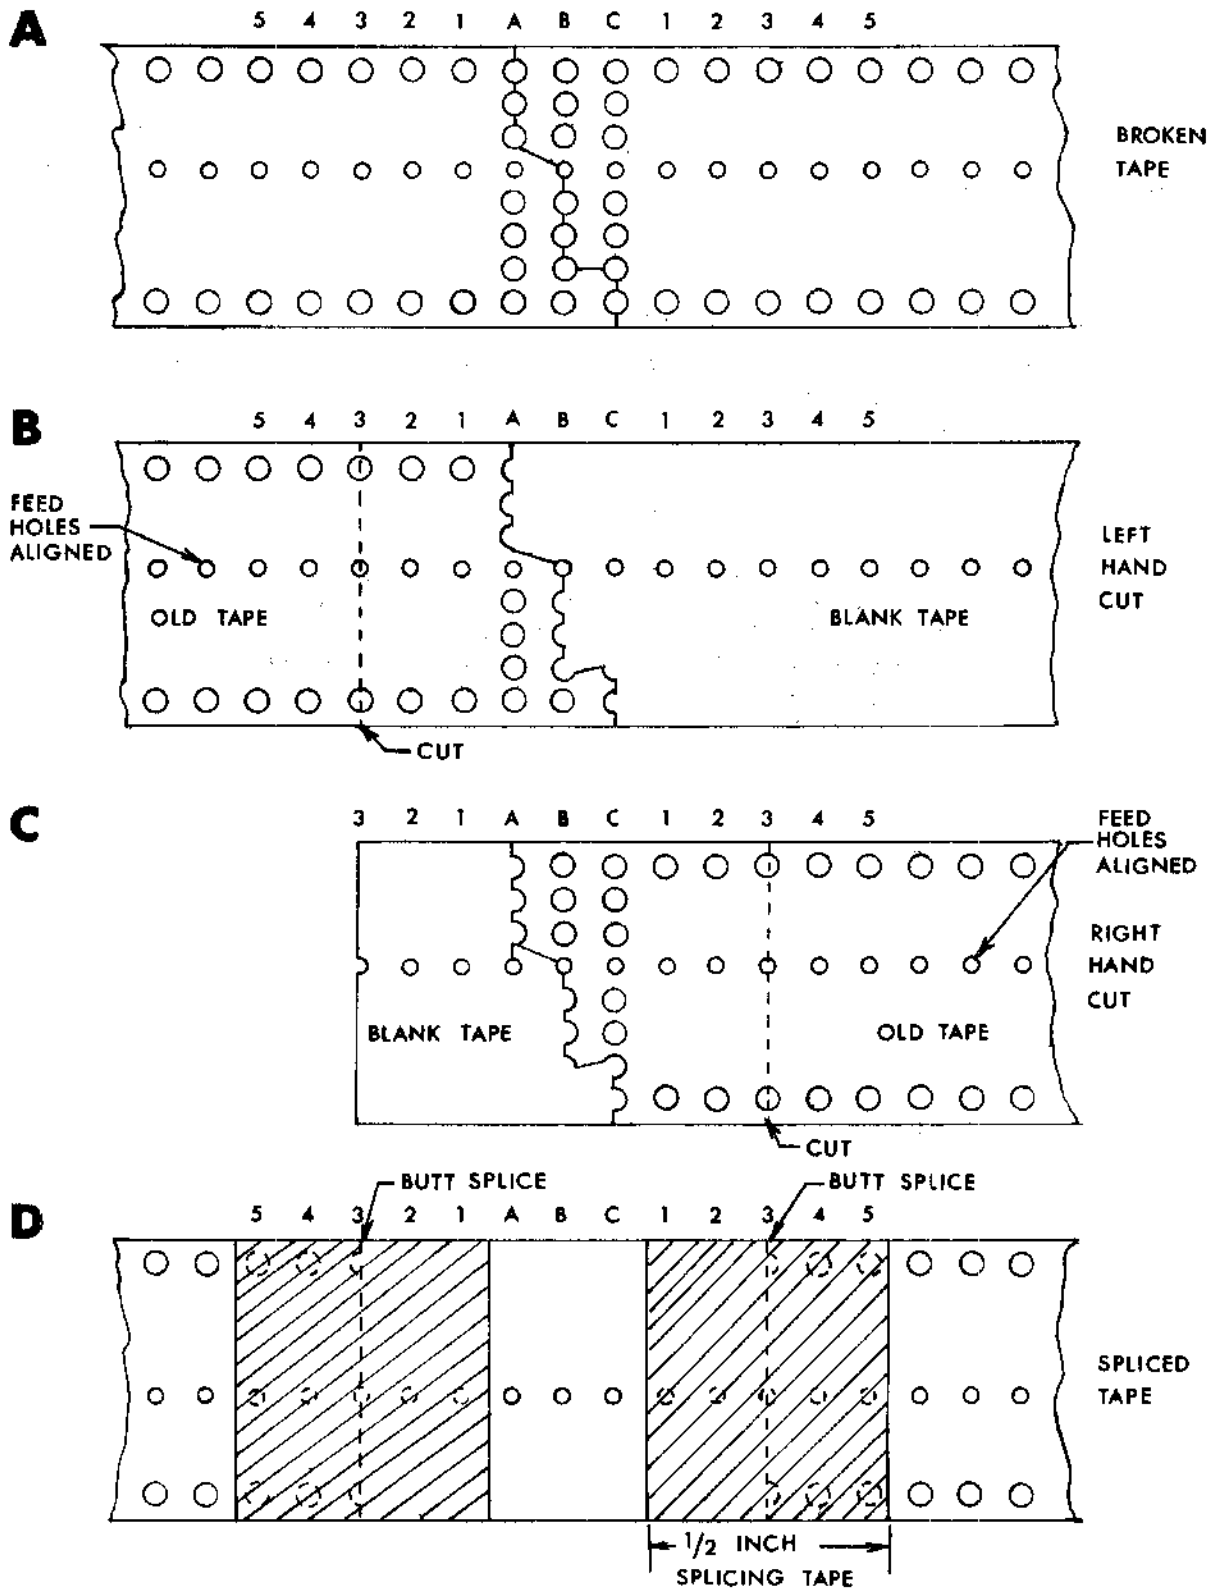 A
5 4 3 2 1 A B C 1 2 3 4 5
BROKEN
TAPE
B
5 4 3 2 1 A B C 1 2 3 4 5
FEED
HOLES
ALIGNED
LEFT
HAND
CUT
OLD TAPE
BLANK TAPE
CUT
C
3 2 1 A B C 1 2 3 4 5
FEED
HOLES
ALIGNED
RIGHT
HAND
CUT
BLANK TAPE
OLD TAPE
CUT
BUTT SPLICE
BUTT SPLICE
D
5 4 3 2 1 A B C 1 2 3 4 5
SPLICED
TAPE
1/2 INCH
SPLICING TAPE